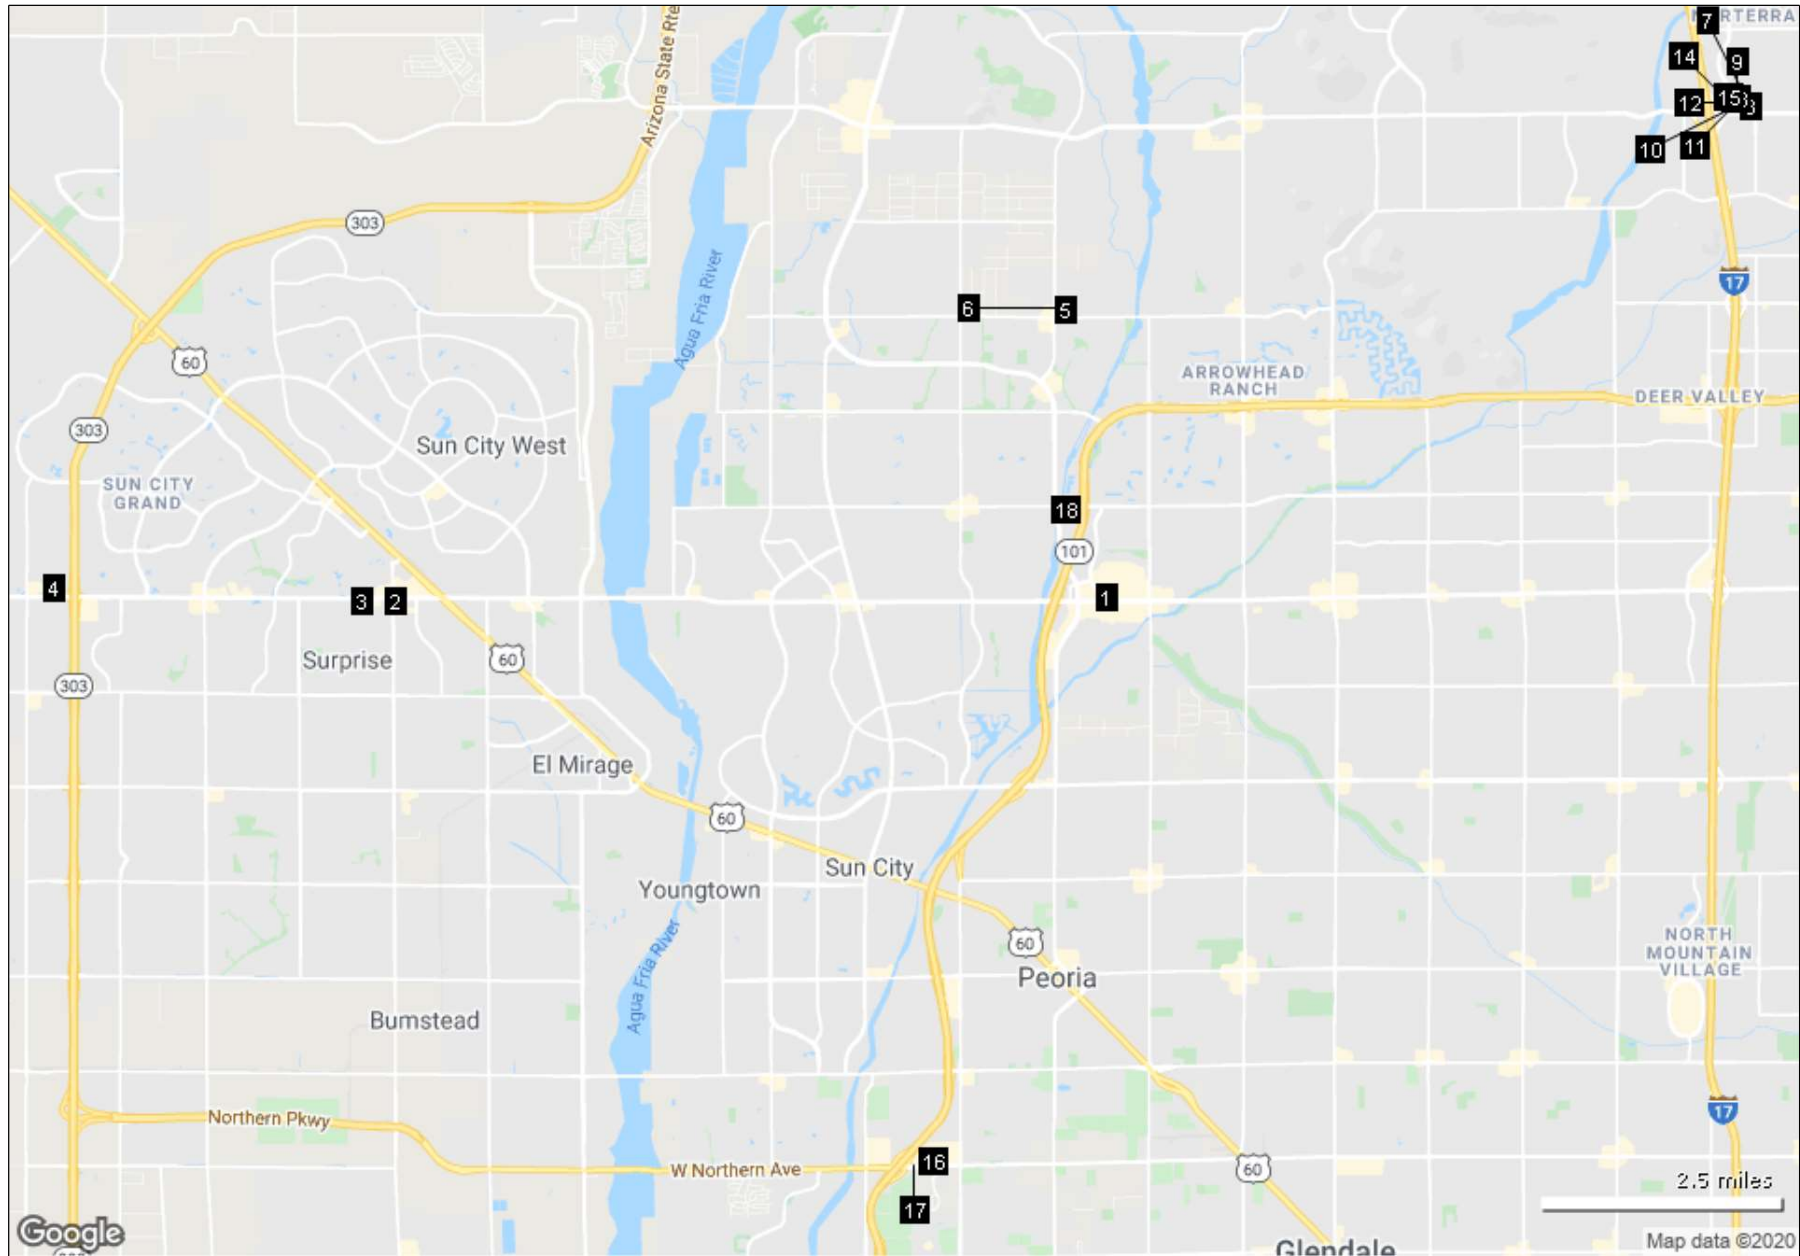 NORTERRA
7
14
9
Arizona State Rte
12
15
3
10
11
303
Agua Fria River
17
6
5
60
ARROWHEAD
RANCH
DEER VALLEY
303
Sun City West
SUN CITY
GRAND
18
101
4
3
2
1
Surprise
60
303
El Mirage
60
Sun City
Youngtown
60
NORTH
MOUNTAIN
VILLAGE
Agua Fria River
Peoria
Bumstead
Northern Pkwy
17
W Northern Ave
16
60
2.5 miles
17
Google
Map data ©2020
Glendale